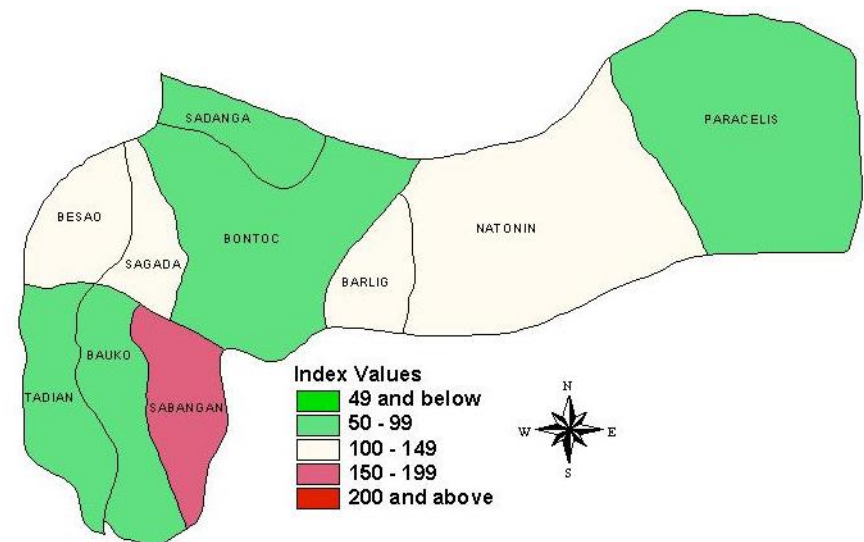 SADANGA
PARACELIS
BESAO
NATONIN
BONTOC
SAGADA
BARLIG
BAUKO
TADIAN
SABANGAN
Index Values
49 and below
50 - 99
100 - 149
150 - 199
200 and above
N
W E
S